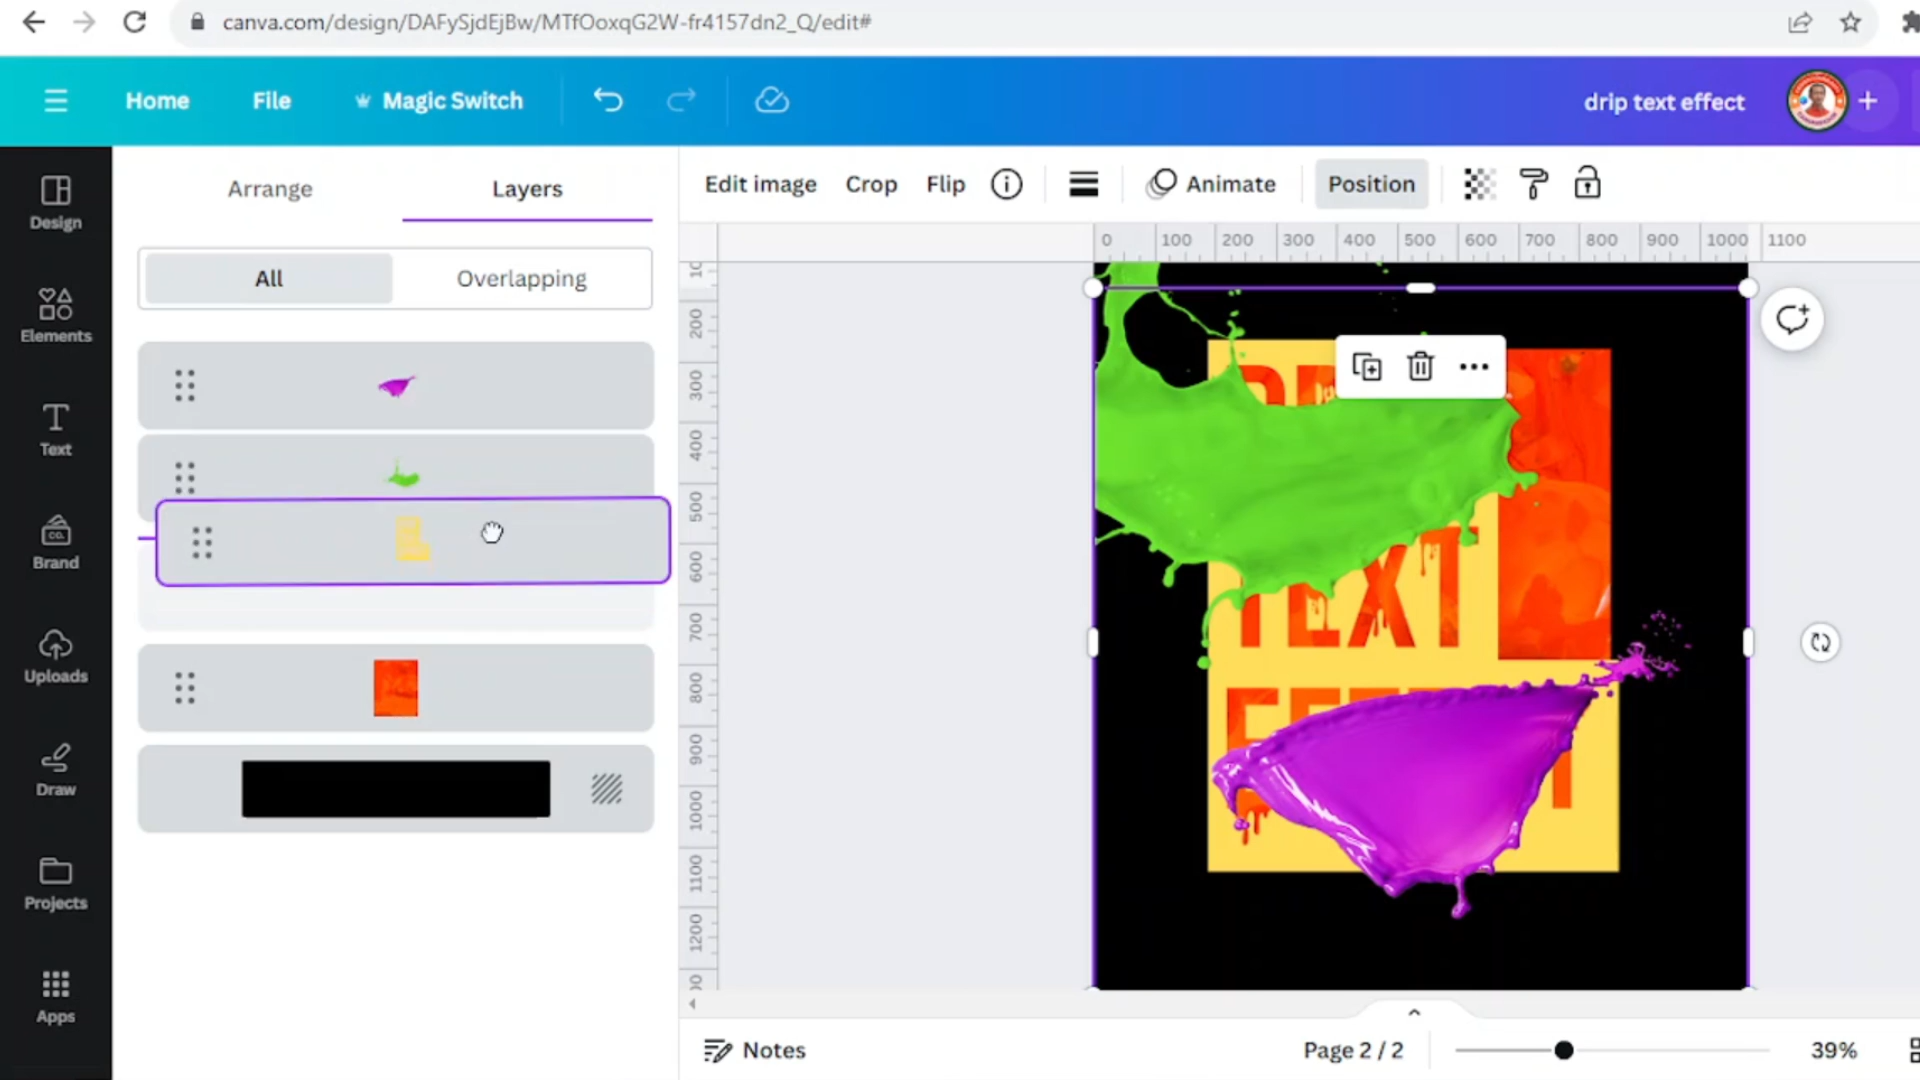 canva.com/design/DAFySjdEjBw/MTfOoxqG2W-fr4157dn2_Q/edit#
Home File Magic Switch drip text effect
Design
Elements
Text
Brand
Uploads
Draw
Projects
Apps
CO.
Arrange Layers
All Overlapping
Edit image Crop Flip Animate Position
0 100 200 300 400 500 600 700 800 900 1000 1100
200
300
400
500
600
700
800
900
1000
1100
1200
TEXT
Notes Page 2 / 2 39%